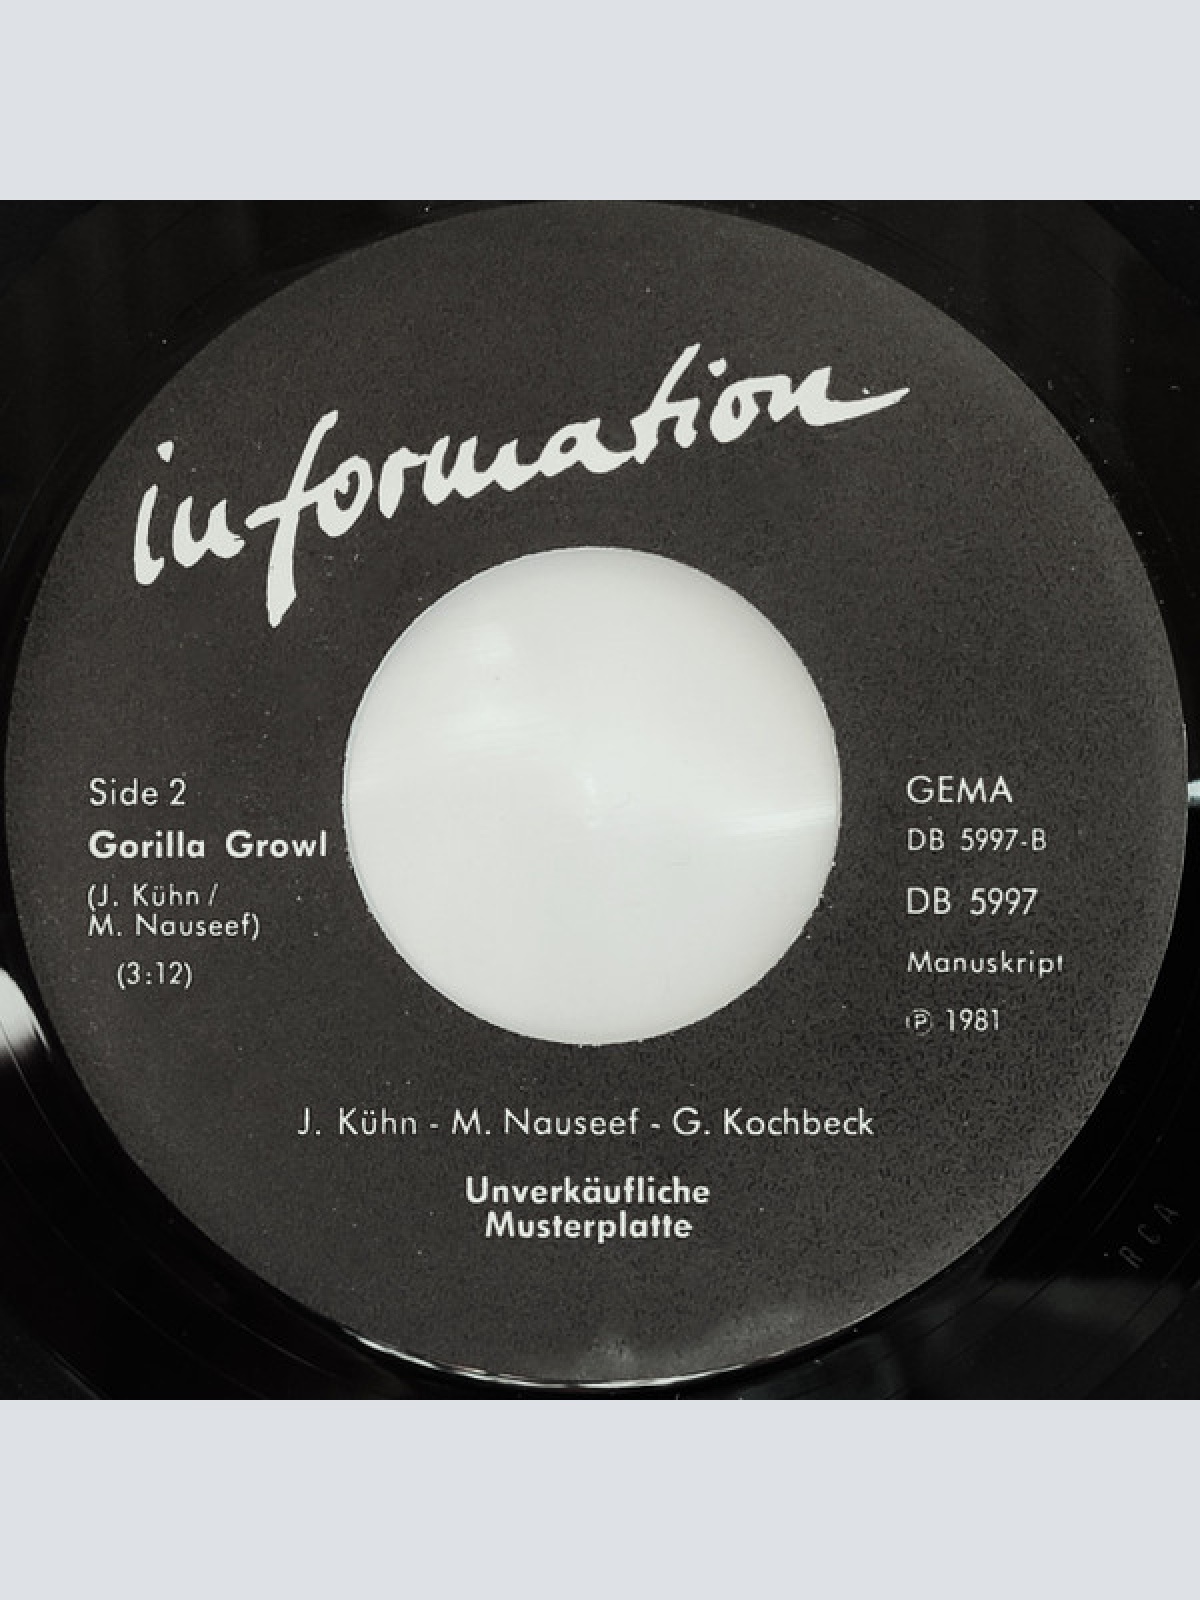 information
Side 2
Gorilla Growl
(J. Kühn /
M. Nauseef)
(3:12)
GEMA
DB 5997-B
DB 5997
Manuskript
℗ 1981
J. Kühn - M. Nauseef - G. Kochbeck
Unverkäufliche
Musterplatte
RCA